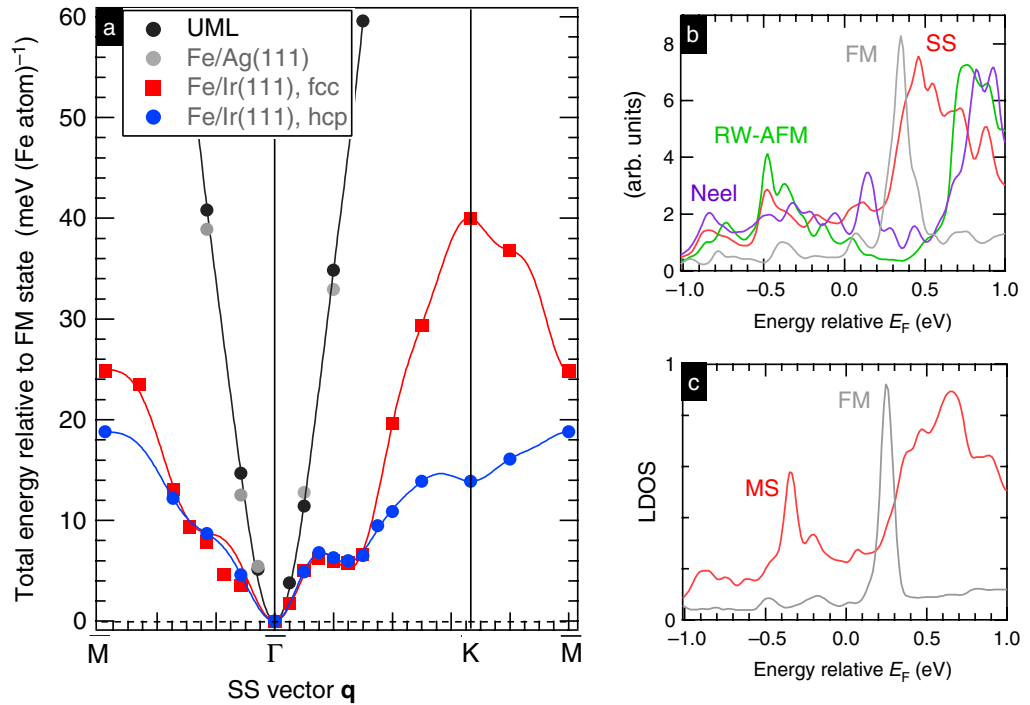 a
UML
Fe/Ag(111)
Fe/Ir(111), fcc
Fe/Ir(111), hcp
Total energy relative to FM state (meV (Fe atom)−1)
60
50
40
30
20
10
0
M̅
Γ̅
K
M̅
SS vector q
b
FM
SS
RW-AFM
Neel
(arb. units)
8
6
4
2
0
−1.0
−0.5
0.0
0.5
1.0
Energy relative EF (eV)
c
FM
MS
LDOS
1
0
−1.0
−0.5
0.0
0.5
1.0
Energy relative EF (eV)